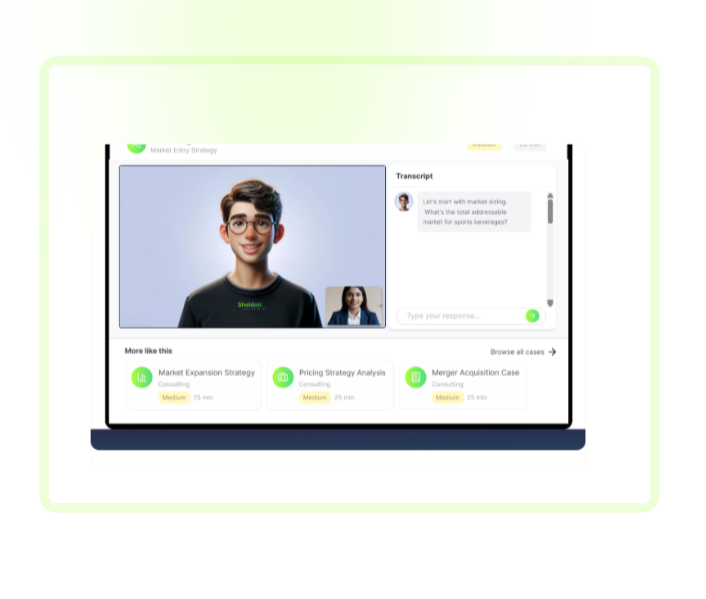 Market Entry Strategy
Transcript
Let's start with market sizing.
What's the total addressable
market for sports beverages?
Sheldon
Type your response...
More like this
Browse all cases
Market Expansion Strategy
Consulting
Medium 25 min
Pricing Strategy Analysis
Consulting
Medium 25 min
Merger Acquisition Case
Consulting
Medium 25 min